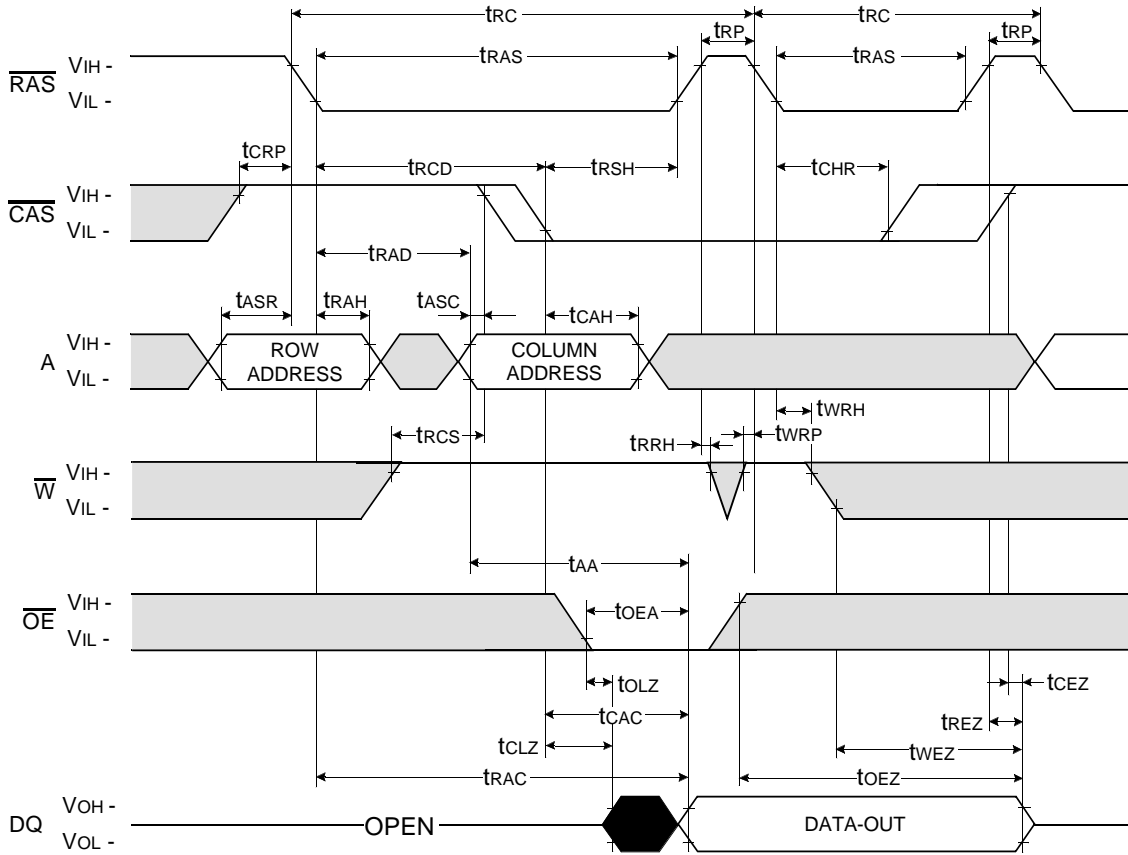 tRC tRC
tRP tRP
tRAS tRAS
RAS VIH -
VIL -
tCRP tRCD tRSH tCHR
CAS VIH -
VIL -
tRAD
tASR tRAH tASC tCAH
A VIH -
VIL -
ROW
ADDRESS
COLUMN
ADDRESS
tWRH
tRCS tRRH tWRP
W VIH -
VIL -
tAA
OE VIH -
VIL -
tOEA
tOLZ tCEZ
tCAC tREZ
tCLZ tWEZ
tRAC tOEZ
DQ VOH -
VOL -
OPEN DATA-OUT